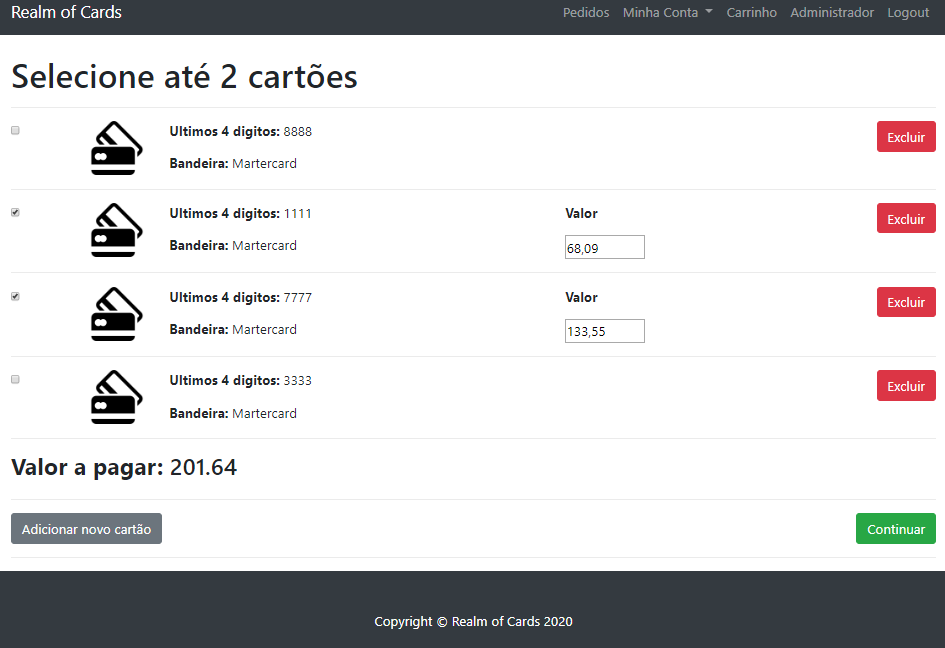 Realm of Cards Pedidos Minha Conta Carrinho Administrador Logout
Selecione até 2 cartões
Ultimos 4 digitos: 8888 Excluir
Bandeira: Martercard
Ultimos 4 digitos: 1111 Valor Excluir
Bandeira: Martercard 68,09
Ultimos 4 digitos: 7777 Valor Excluir
Bandeira: Martercard 133,55
Ultimos 4 digitos: 3333 Excluir
Bandeira: Martercard
Valor a pagar: 201.64
Adicionar novo cartão Continuar
Copyright © Realm of Cards 2020